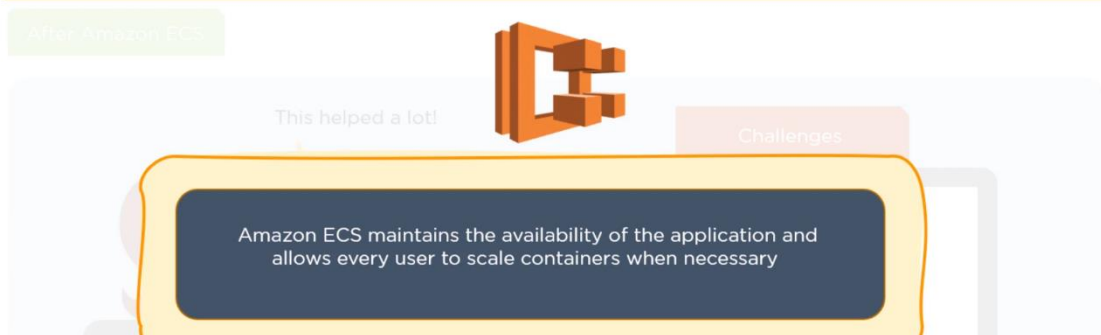 After Amazon ECS
This helped a lot!
Challenges
Amazon ECS maintains the availability of the application and
allows every user to scale containers when necessary